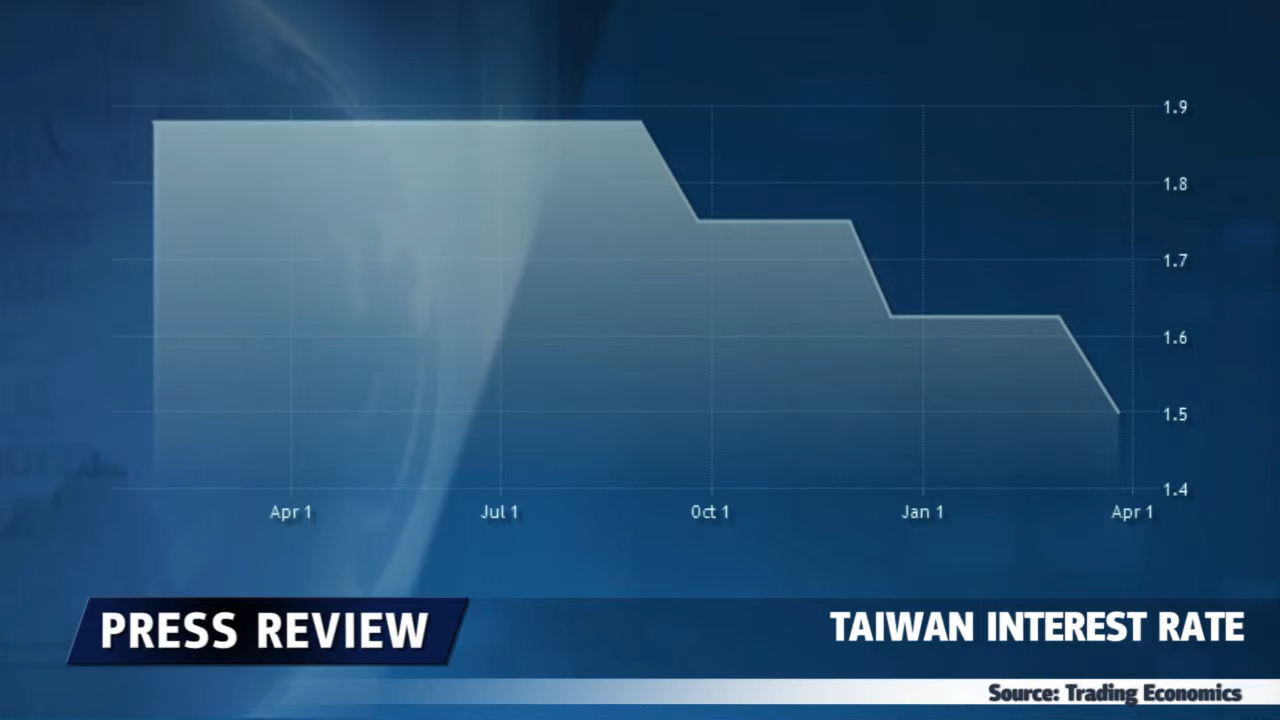 1.9
1.8
1.7
1.6
1.5
1.4
Apr 1 Jul 1 Oct 1 Jan 1 Apr 1
PRESS REVIEW
TAIWAN INTEREST RATE
Source: Trading Economics